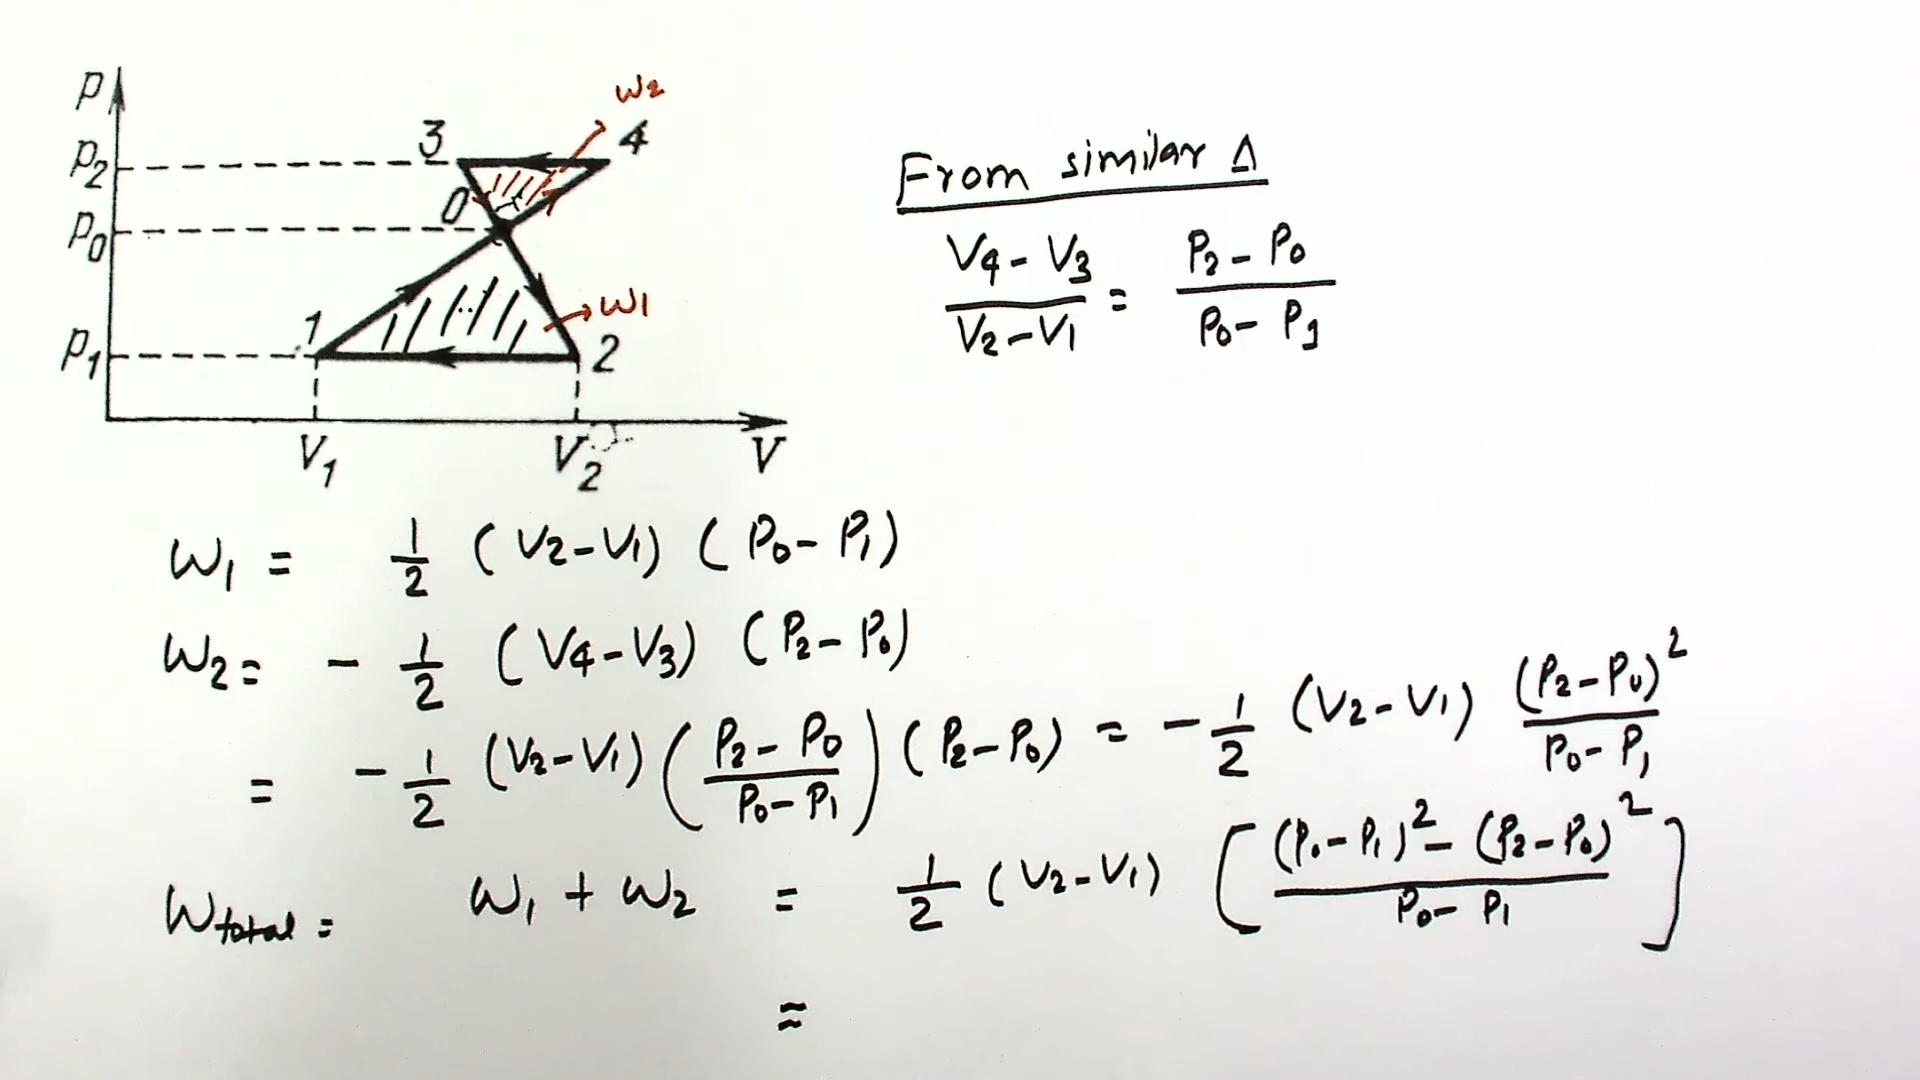 P
W2
3
4
P2
From similar Δ
0
P0
V4 - V3 / V2 - V1 = P2 - P0 / P0 - P1
W1
1
2
P1
V1
V2
V
W1 = 1/2 (V2-V1) (P0-P1)
W2 = - 1/2 (V4-V3) (P2-P0)
= - 1/2 (V2-V1) (P2-P0 / P0-P1) (P2-P0) = - 1/2 (V2-V1) (P2-P0)² / P0-P1
Wtotal = W1 + W2 = 1/2 (V2-V1) [ (P0-P1)² - (P2-P0)² / P0-P1 ]
=